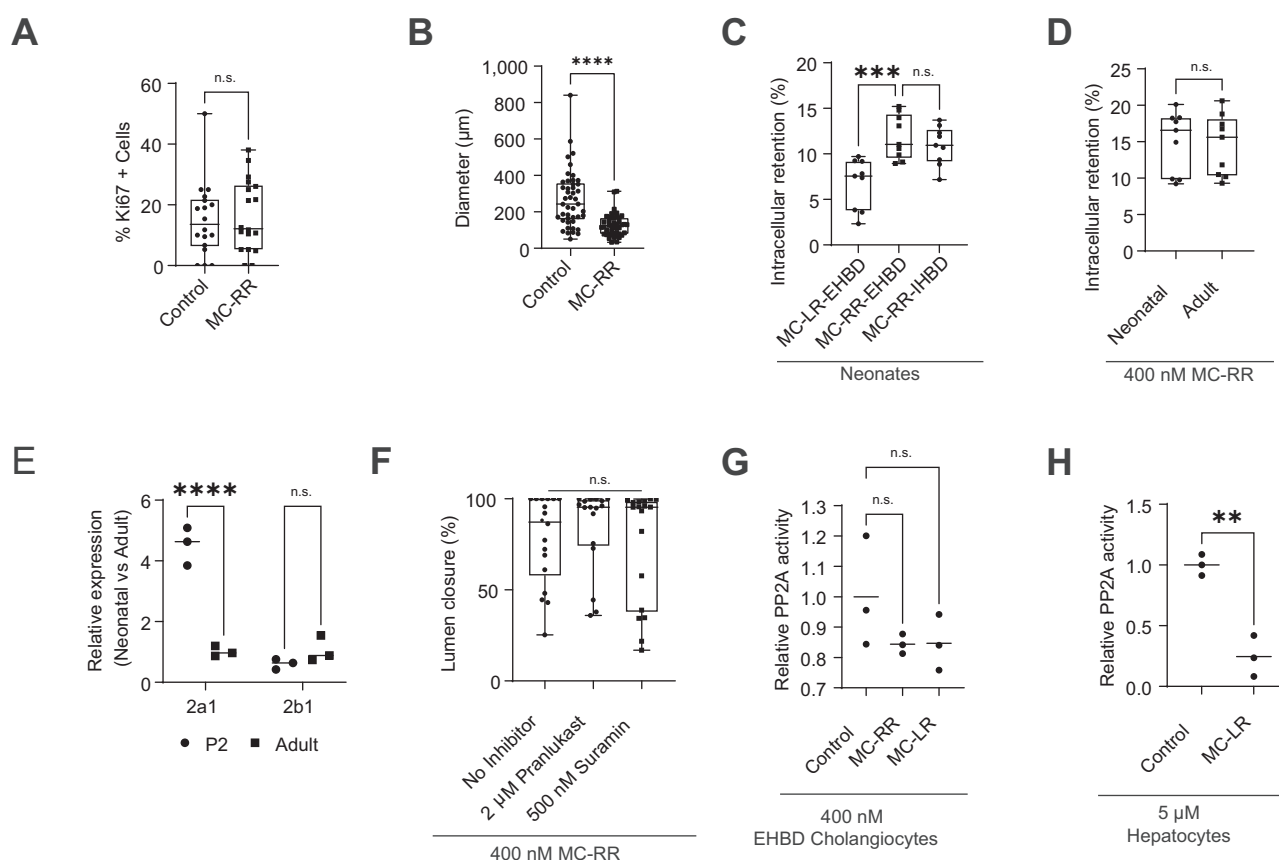 A
% Ki67 + Cells
60
40
20
0
n.s.
Control
MC-RR
B
Diameter (µm)
1,000
800
600
400
200
0
****
Control
MC-RR
C
Intracellular retention (%)
20
15
10
5
0
***
n.s.
MC-LR-EHBD
MC-RR-EHBD
MC-RR-IHBD
Neonates
D
Intracellular retention (%)
25
20
15
10
5
0
n.s.
Neonatal
Adult
400 nM MC-RR
E
Relative expression
(Neonatal vs Adult)
6
4
2
0
****
n.s.
2a1
2b1
P2
Adult
F
Lumen closure (%)
100
50
0
n.s.
No Inhibitor
2 µM Pranlukast
500 nM Suramin
400 nM MC-RR
G
Relative PP2A activity
1.3
1.2
1.1
1.0
0.9
0.8
0.7
n.s.
n.s.
Control
MC-RR
MC-LR
400 nM
EHBD Cholangiocytes
H
Relative PP2A activity
1.5
1.0
0.5
0.0
**
Control
MC-LR
5 µM
Hepatocytes